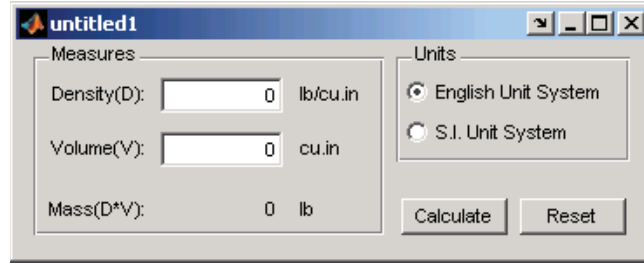 untitled1
Measures
Density(D): 0 lb/cu.in
Volume(V): 0 cu.in
Mass(D*V): 0 lb
Units
English Unit System
S.I. Unit System
Calculate Reset